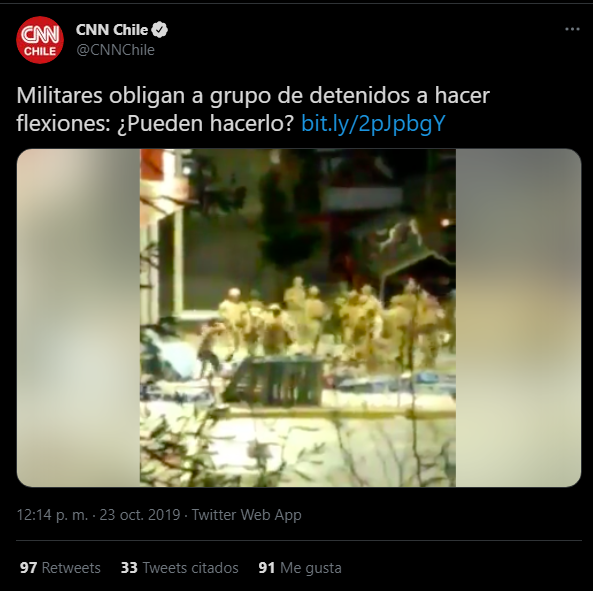 CNN
CHILE
CNN Chile
@CNNChile
Militares obligan a grupo de detenidos a hacer
flexiones: ¿Pueden hacerlo? bit.ly/2pJpbgY
12:14 p. m. · 23 oct. 2019 · Twitter Web App
97 Retweets 33 Tweets citados 91 Me gusta